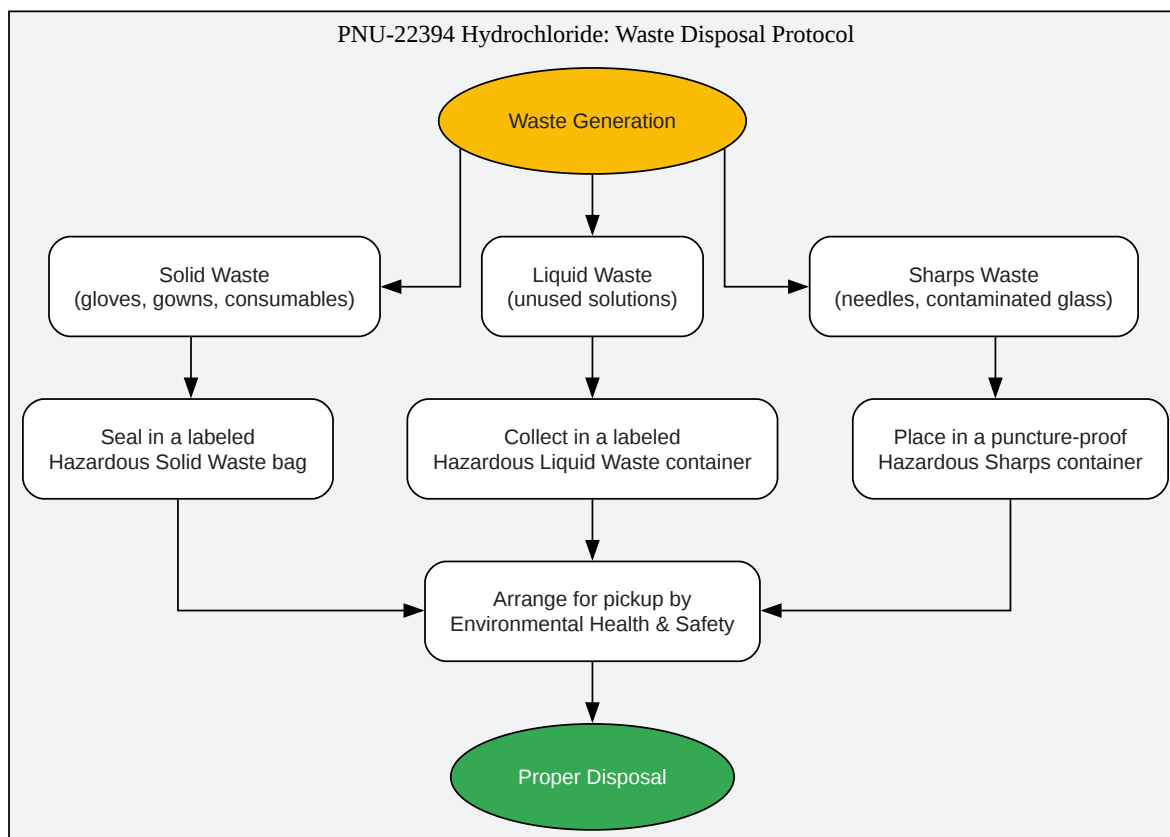 PNU-22394 Hydrochloride: Waste Disposal Protocol
Waste Generation
Solid Waste
(gloves, gowns, consumables)
Liquid Waste
(unused solutions)
Sharps Waste
(needles, contaminated glass)
Seal in a labeled
Hazardous Solid Waste bag
Collect in a labeled
Hazardous Liquid Waste container
Place in a puncture-proof
Hazardous Sharps container
Arrange for pickup by
Environmental Health & Safety
Proper Disposal